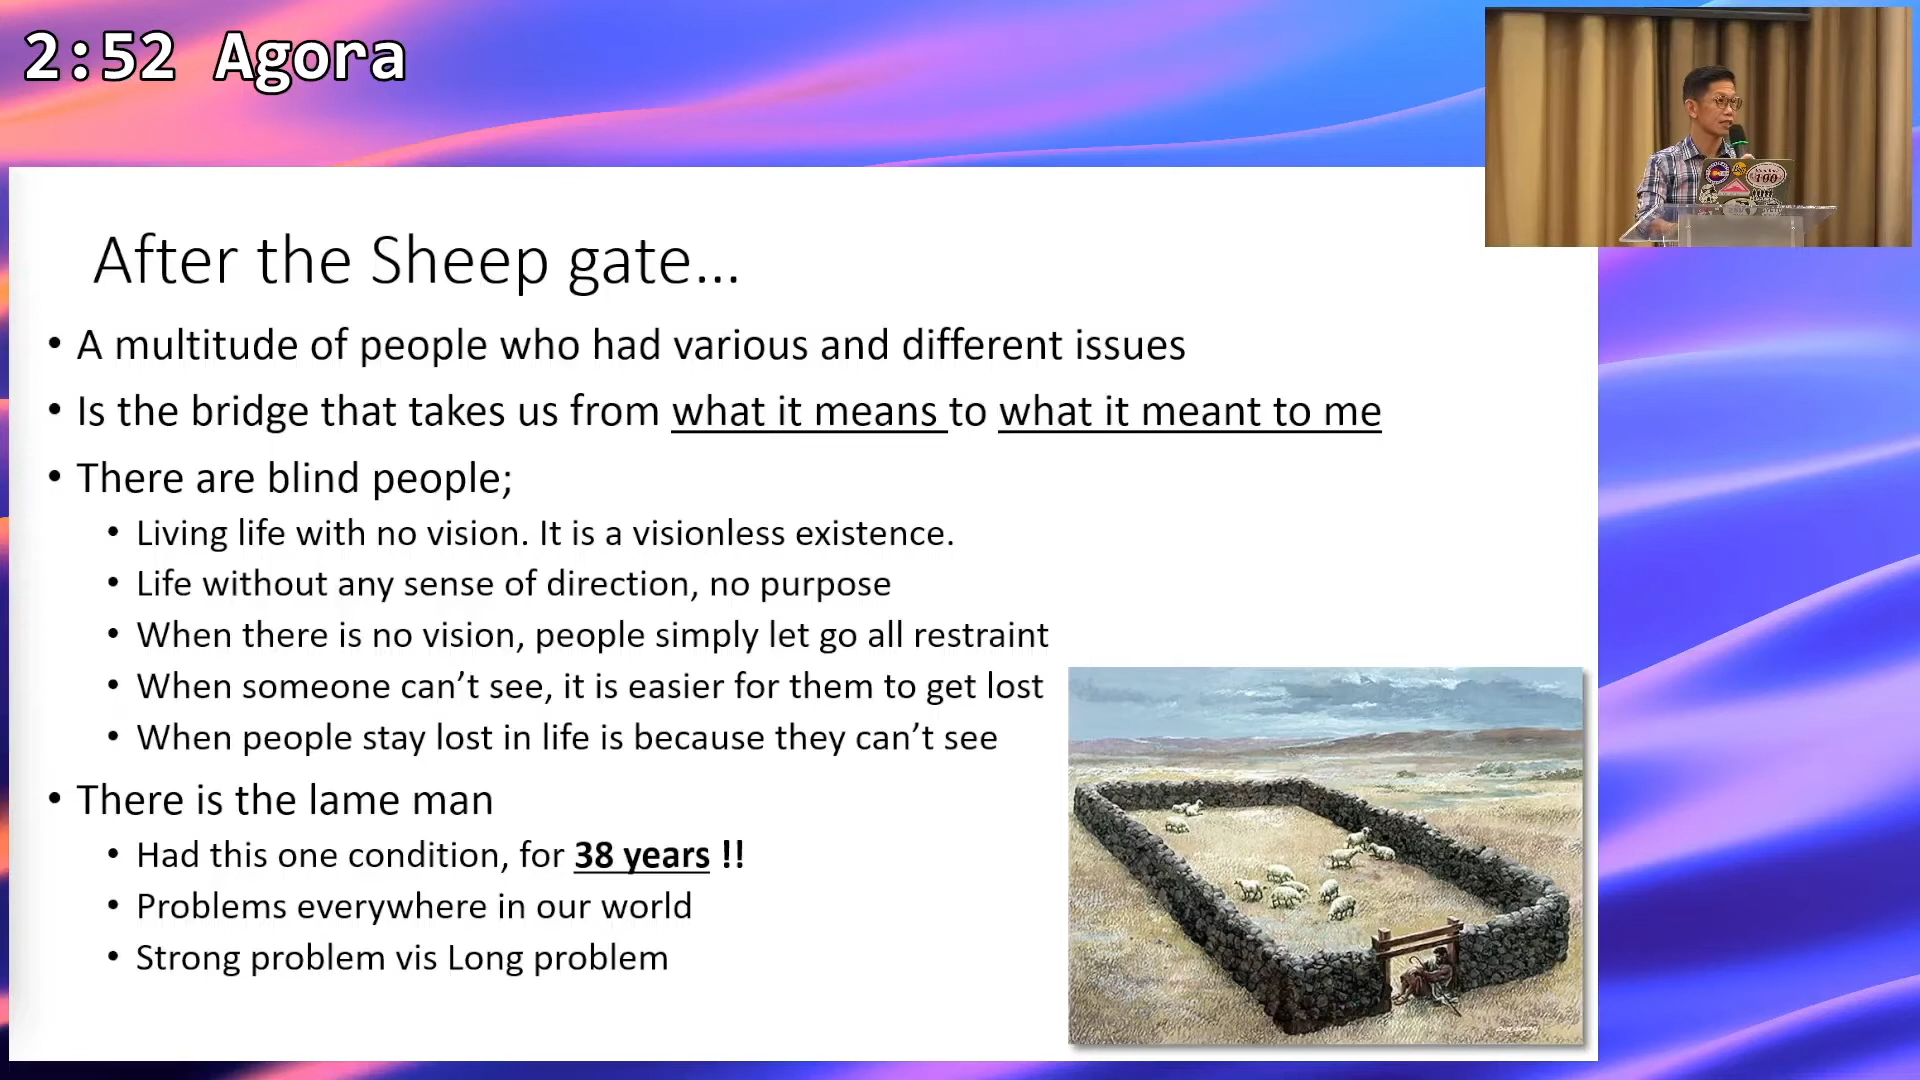 2:52 Agora
After the Sheep gate...
• A multitude of people who had various and different issues
• Is the bridge that takes us from what it means to what it meant to me
• There are blind people;
• Living life with no vision. It is a visionless existence.
• Life without any sense of direction, no purpose
• When there is no vision, people simply let go all restraint
• When someone can’t see, it is easier for them to get lost
• When people stay lost in life is because they can’t see
• There is the lame man
• Had this one condition, for 38 years !!
• Problems everywhere in our world
• Strong problem vis Long problem
100